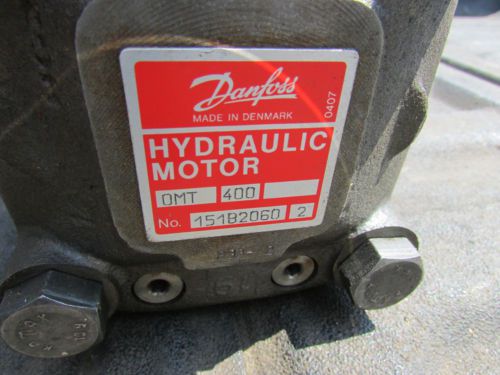 Danfoss
MADE IN DENMARK
0407
HYDRAULIC
MOTOR
OMT 400
No. 151B2060 2